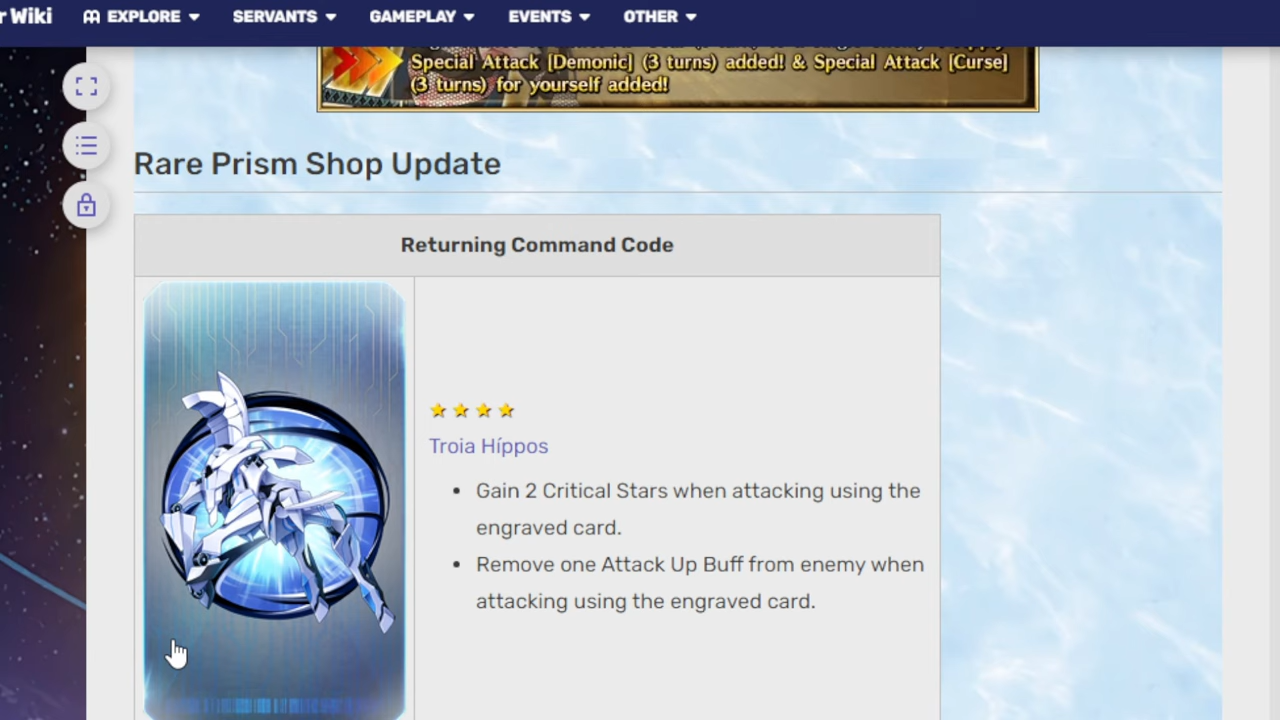 r Wiki EXPLORE SERVANTS GAMEPLAY EVENTS OTHER
Special Attack [Demonic] (3 turns) added! & Special Attack [Curse]
(3 turns) for yourself added!
Rare Prism Shop Update
Returning Command Code
Troia Híppos
Gain 2 Critical Stars when attacking using the
engraved card.
Remove one Attack Up Buff from enemy when
attacking using the engraved card.